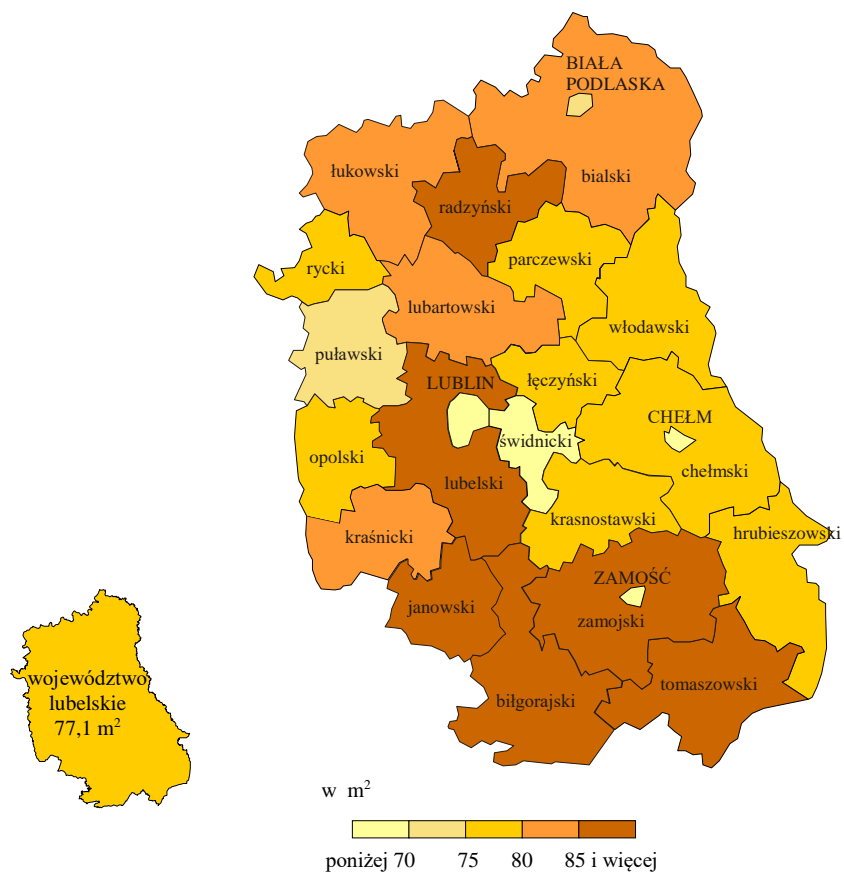 BIAŁA
PODLASKA
łukowski
bialski
radzyński
rycki
parczewski
lubartowski
włodawski
puławski
łęczyński
LUBLIN
CHEŁM
świdnicki
opolski
lubelski
chełmski
krasnostawski
hrubieszowski
kraśnicki
ZAMOŚĆ
janowski
zamojski
tomaszowski
biłgorajski
województwo
lubelskie
77,1 m²
w m²
poniżej 70 75 80 85 i więcej